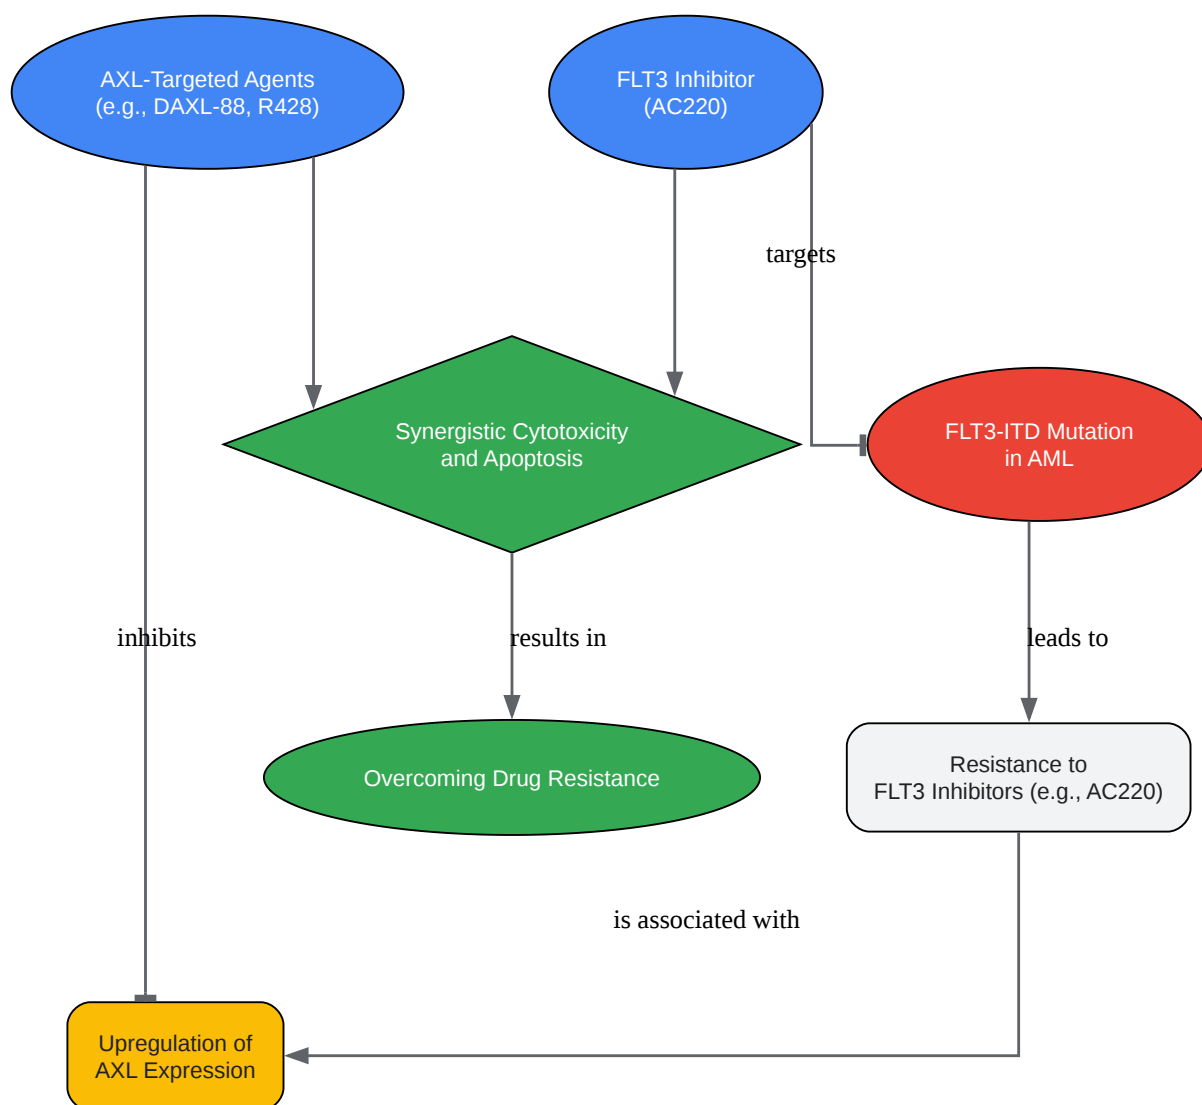 AXL-Targeted Agents
(e.g., DAXL-88, R428)
FLT3 Inhibitor
(AC220)
targets
Synergistic Cytotoxicity
and Apoptosis
FLT3-ITD Mutation
in AML
inhibits
results in
leads to
Overcoming Drug Resistance
Resistance to
FLT3 Inhibitors (e.g., AC220)
is associated with
Upregulation of
AXL Expression